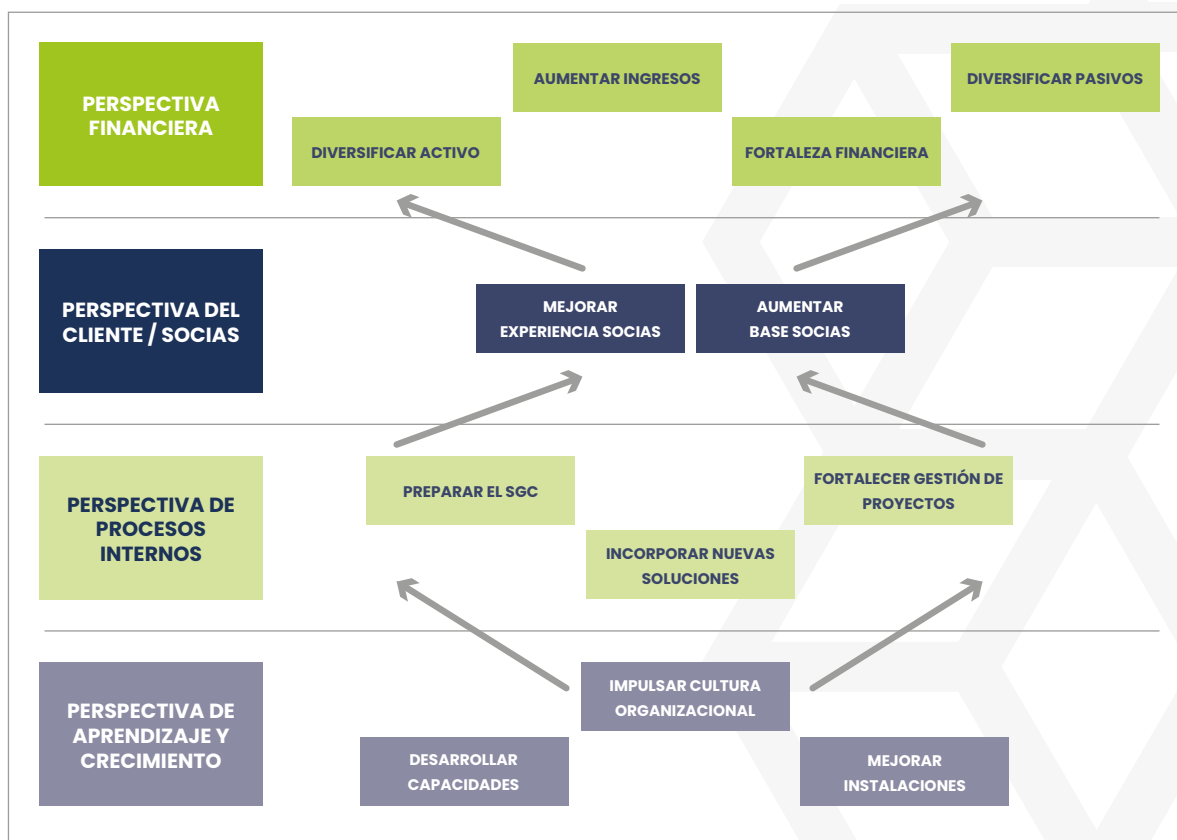 PERSPECTIVA
FINANCIERA
AUMENTAR INGRESOS
DIVERSIFICAR PASIVOS
DIVERSIFICAR ACTIVO
FORTALEZA FINANCIERA
PERSPECTIVA DEL
CLIENTE / SOCIAS
MEJORAR
EXPERIENCIA SOCIAS
AUMENTAR
BASE SOCIAS
PERSPECTIVA DE
PROCESOS
INTERNOS
PREPARAR EL SGC
FORTALECER GESTIÓN DE
PROYECTOS
INCORPORAR NUEVAS
SOLUCIONES
PERSPECTIVA DE
APRENDIZAJE Y
CRECIMIENTO
IMPULSAR CULTURA
ORGANIZACIONAL
DESARROLLAR
CAPACIDADES
MEJORAR
INSTALACIONES